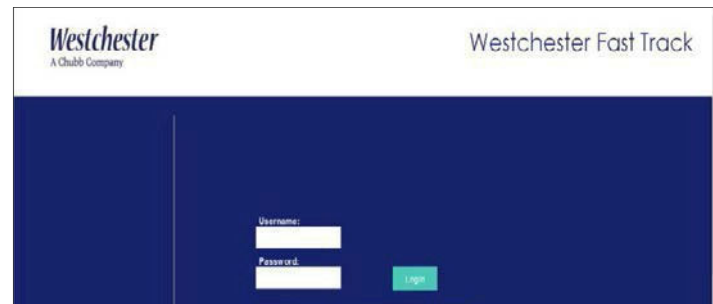 Westchester
A Chubb Company
Westchester Fast Track
Username:
Password:
Login